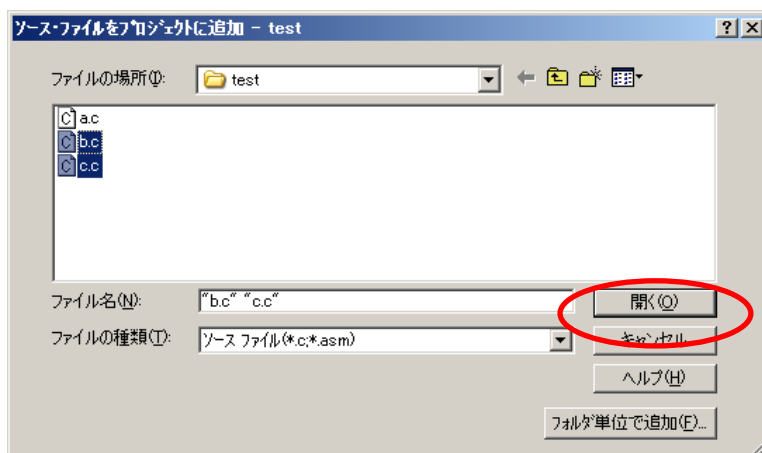 ソース・ファイルをプロジェクトに追加 - test
ファイルの場所(I):
test
a.c
b.c
c.c
ファイル名(N):
"b.c" "c.c"
開く(O)
ファイルの種類(T):
ソース ファイル(*.c;*.asm)
キャンセル
ヘルプ(H)
フォルダ単位で追加(F)...